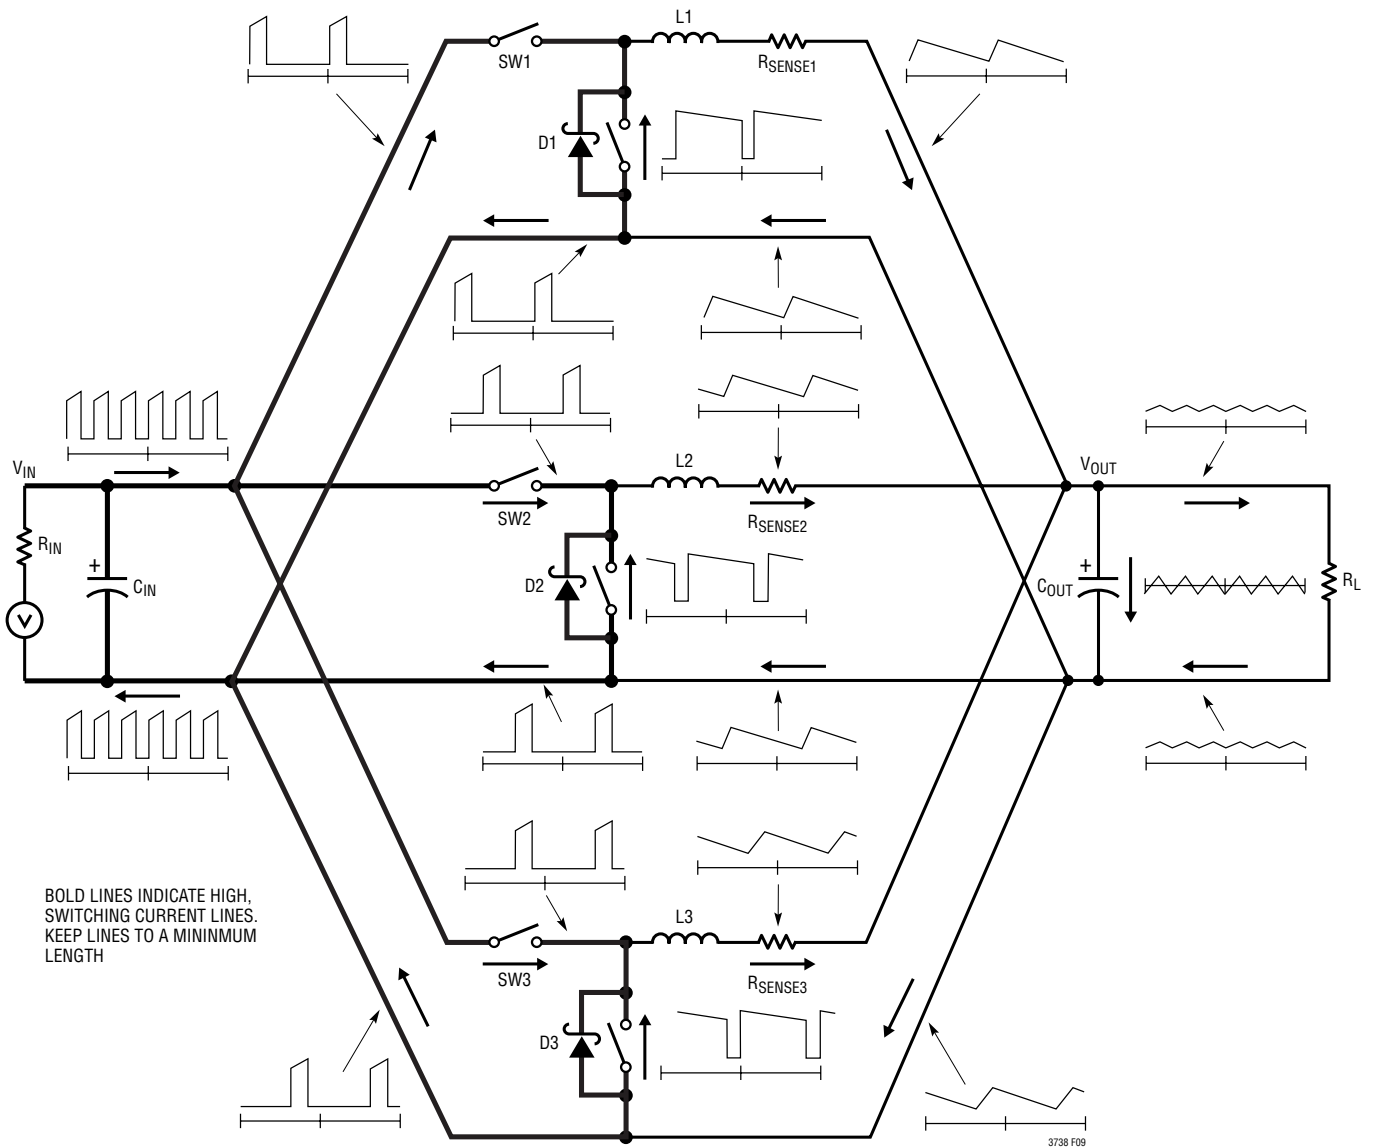 L1
SW1
RSENSE1
D1
VIN
L2
VOUT
SW2
RSENSE2
RIN
+
CIN
D2
+
COUT
RL
V
BOLD LINES INDICATE HIGH,
SWITCHING CURRENT LINES.
KEEP LINES TO A MININMUM
LENGTH
L3
SW3
RSENSE3
D3
3738 F09